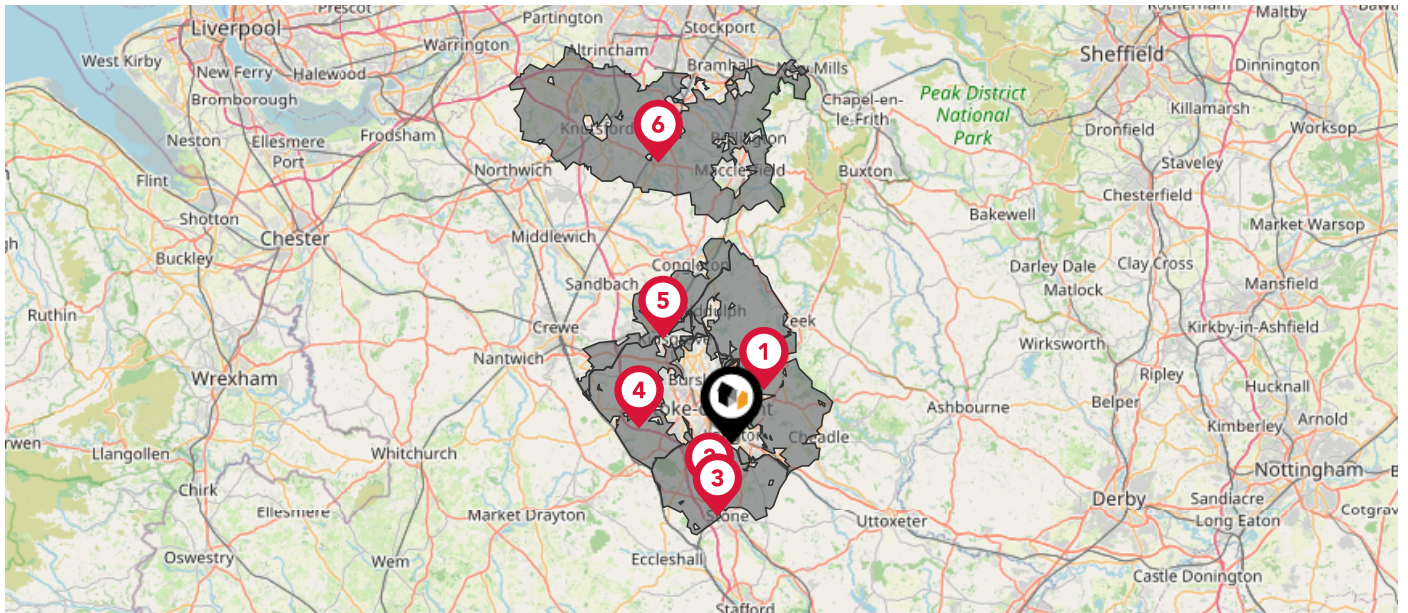 Prescot
Partington
Stockport
Maltby
Liverpool
Warrington
Altrincham
Sheffield
West Kirby
Bramhall
Dinnington
New Ferry
Halewood
Bromborough
Chapel-en-
le-Frith
Peak District
National
Park
Killamarsh
Neston
Frodsham
6
Dronfield
Worksop
Ellesmere
Port
Staveley
Flint
Northwich
Macclesfield
Buxton
Chesterfield
Shotton
Bakewell
Market Warsop
Chester
Middlewich
Buckley
Congleton
Darley Dale
Clay Cross
Sandbach
Matlock
Mansfield
5
Ruthin
Crewe
Kirkby-in-Ashfield
Wirksworth
Nantwich
1
Wrexham
Ripley
Hucknall
4
Ashbourne
Belper
Arnold
Kimberley
Cheadle
Llangollen
Whitchurch
2
Nottingham
3
Chirk
Derby
Sandiacre
Ellesmere
Market Drayton
Stone
Uttoxeter
Long Eaton
Oswestry
Wem
Eccleshall
Castle Donington
Stafford